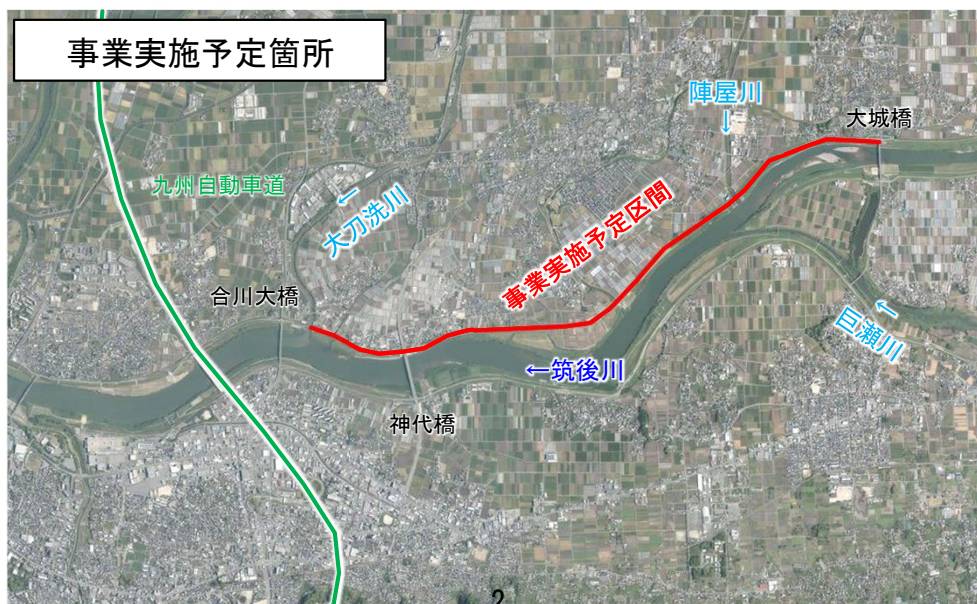 事業実施予定箇所
陣屋川
↓
大城橋
九州自動車道
←
大刀洗川
事業実施予定区間
合川大橋
←
巨瀬川
←筑後川
神代橋
2